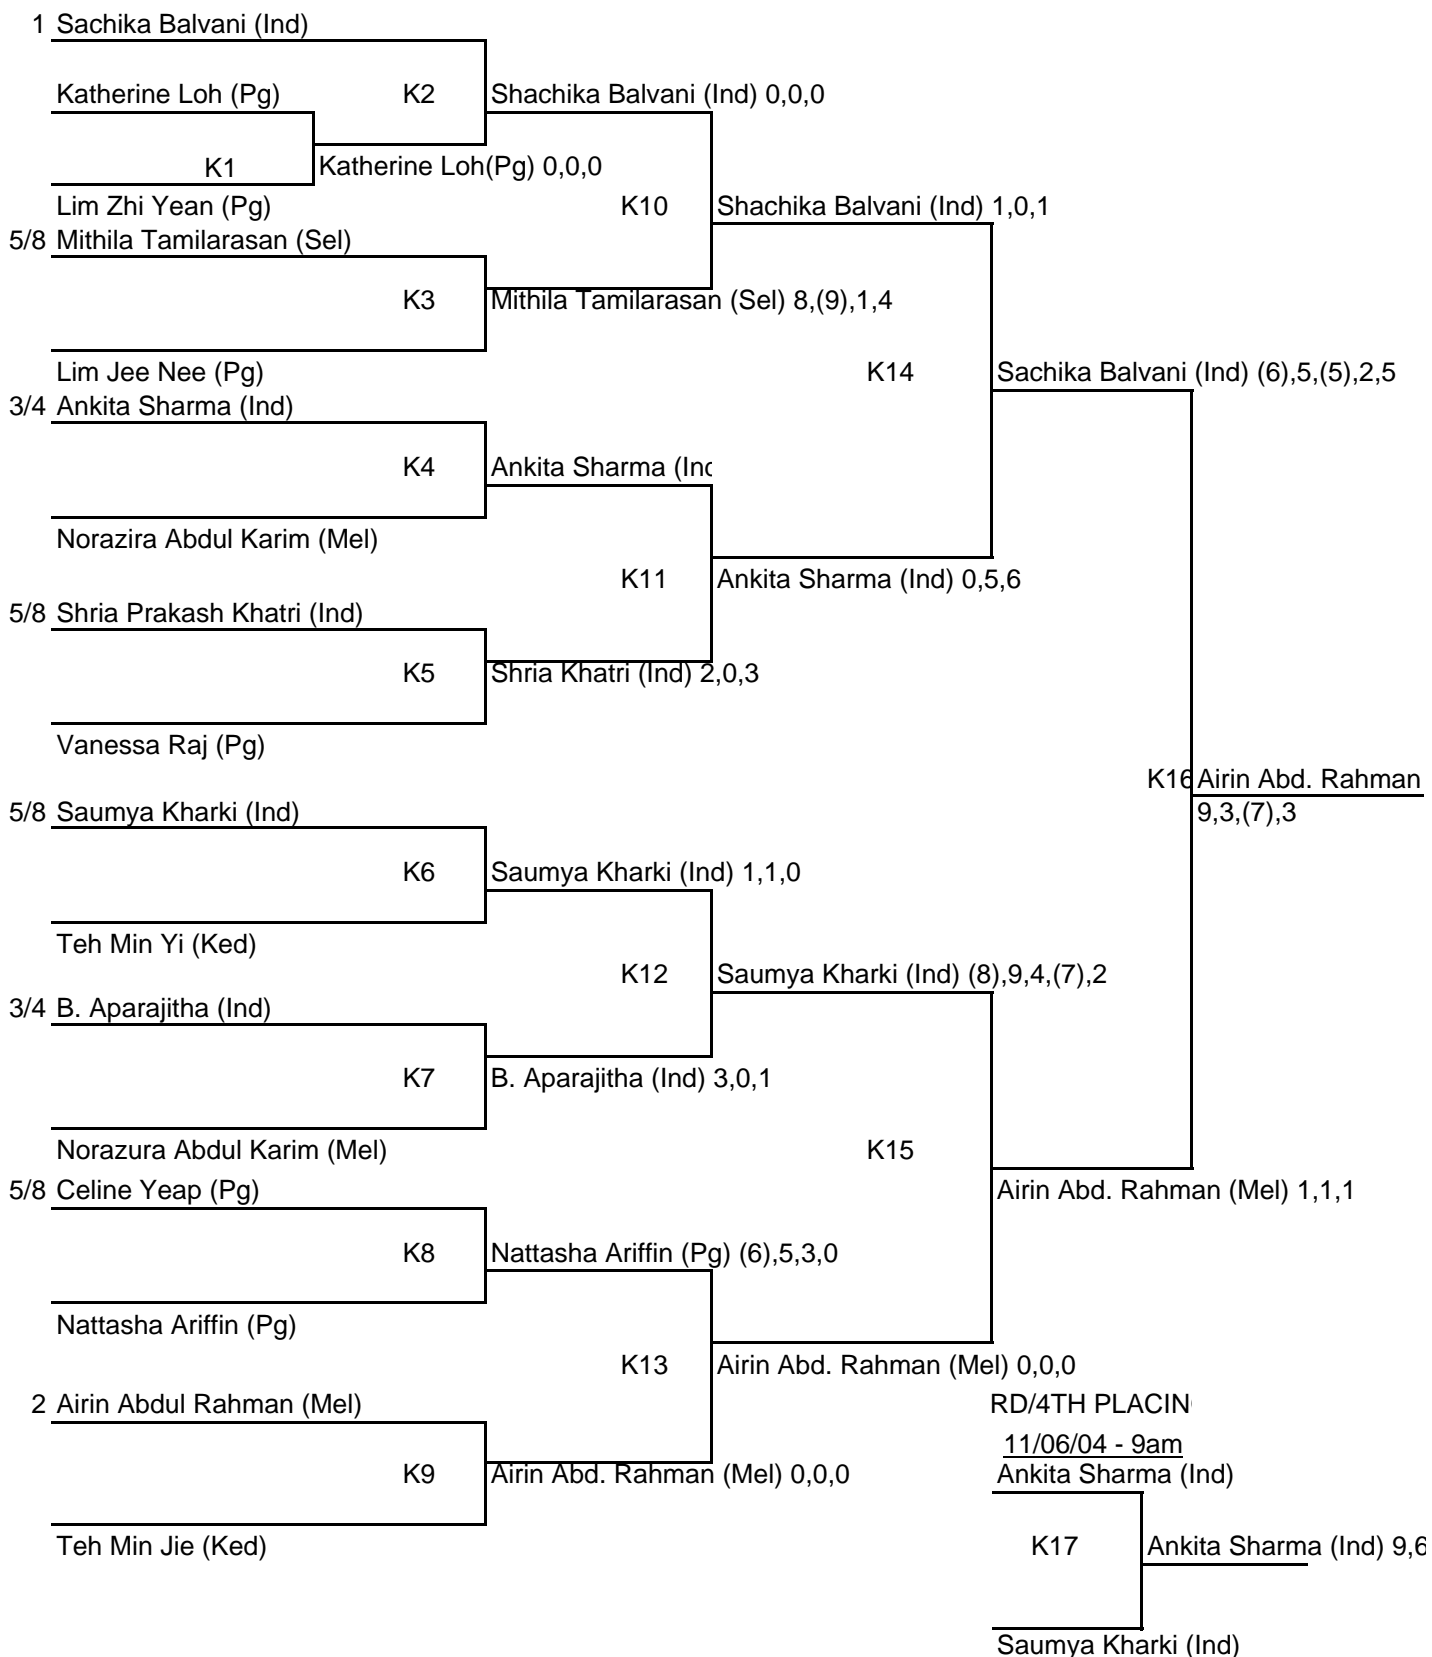 1 Sachika Balvani (Ind)
Katherine Loh (Pg) K2 Shachika Balvani (Ind) 0,0,0
K1 Katherine Loh(Pg) 0,0,0
Lim Zhi Yean (Pg) K10 Shachika Balvani (Ind) 1,0,1
5/8 Mithila Tamilarasan (Sel)
K3 Mithila Tamilarasan (Sel) 8,(9),1,4
Lim Jee Nee (Pg) K14 Sachika Balvani (Ind) (6),5,(5),2,5
3/4 Ankita Sharma (Ind)
K4 Ankita Sharma (Ind
Norazira Abdul Karim (Mel)
K11 Ankita Sharma (Ind) 0,5,6
5/8 Shria Prakash Khatri (Ind)
K5 Shria Khatri (Ind) 2,0,3
Vanessa Raj (Pg)
K16 Airin Abd. Rahman
5/8 Saumya Kharki (Ind) 9,3,(7),3
K6 Saumya Kharki (Ind) 1,1,0
Teh Min Yi (Ked)
K12 Saumya Kharki (Ind) (8),9,4,(7),2
3/4 B. Aparajitha (Ind)
K7 B. Aparajitha (Ind) 3,0,1
Norazura Abdul Karim (Mel) K15
5/8 Celine Yeap (Pg) Airin Abd. Rahman (Mel) 1,1,1
K8 Nattasha Ariffin (Pg) (6),5,3,0
Nattasha Ariffin (Pg)
K13 Airin Abd. Rahman (Mel) 0,0,0
2 Airin Abdul Rahman (Mel) RD/4TH PLACIN
11/06/04 - 9am
K9 Airin Abd. Rahman (Mel) 0,0,0 Ankita Sharma (Ind)
Teh Min Jie (Ked) K17 Ankita Sharma (Ind) 9,6
Saumya Kharki (Ind)